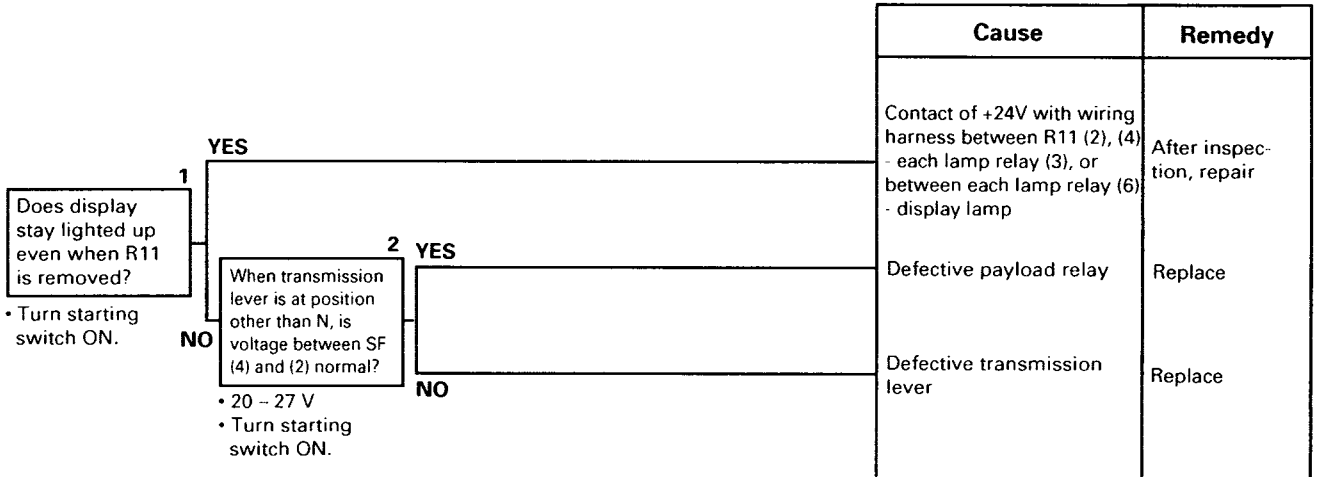 Cause
Remedy
1
Does display
stay lighted up
even when R11
is removed?
• Turn starting
switch ON.
YES
NO
2
When transmission
lever is at position
other than N, is
voltage between SF
(4) and (2) normal?
• 20 – 27 V
• Turn starting
switch ON.
YES
NO
Contact of +24V with wiring
harness between R11 (2), (4)
- each lamp relay (3), or
between each lamp relay (6)
- display lamp
After inspec-
tion, repair
Defective payload relay
Replace
Defective transmission
lever
Replace